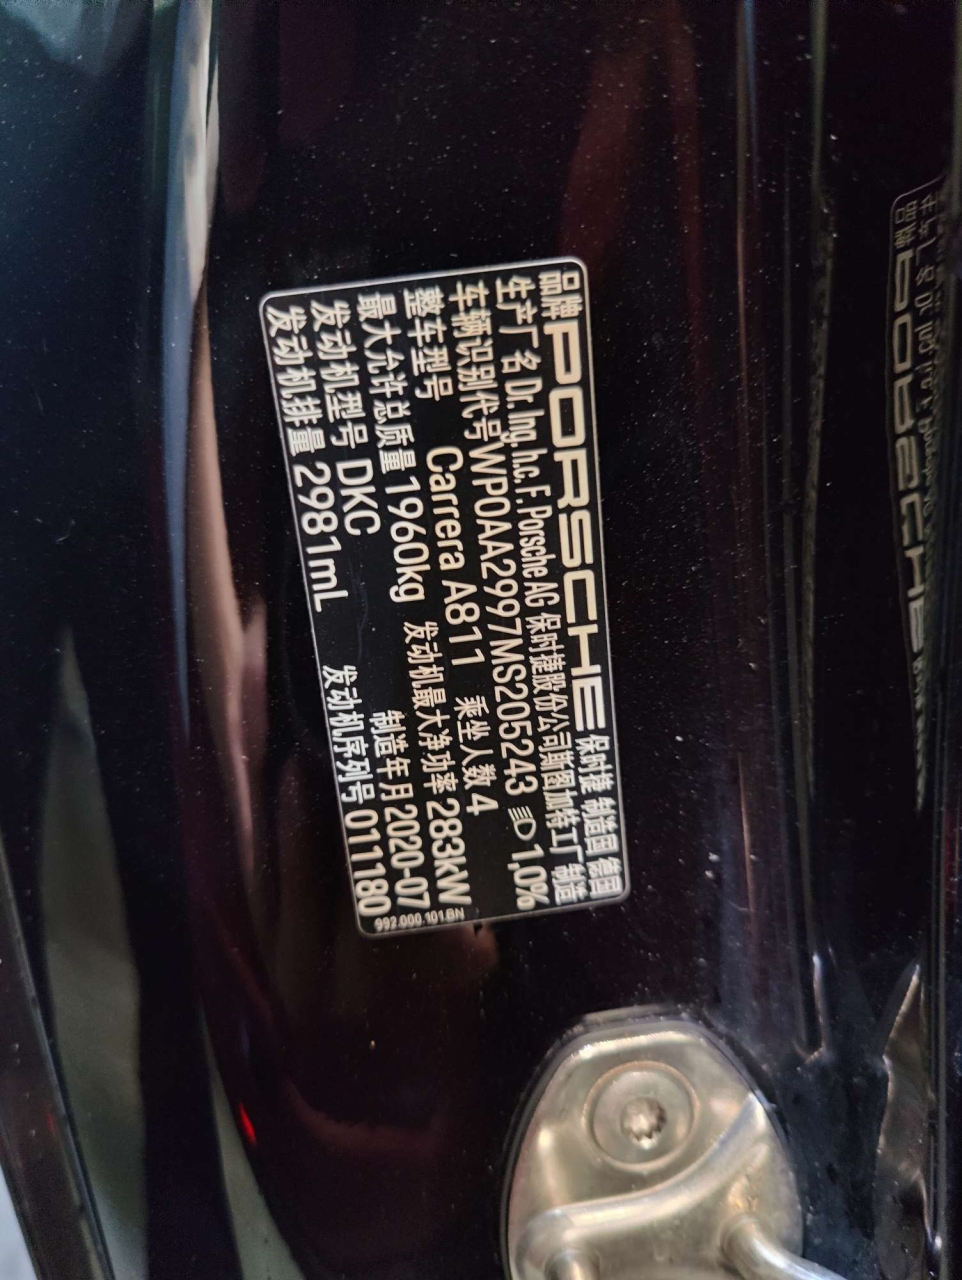 品牌 PORSCHE 保时捷 制造国 德国
生产厂名 Dr. Ing. h.c. F. Porsche AG 保时捷股份公司斯图加特工厂 制造
车辆识别代号 WP0AA2997MS205243 1,0%
整车型号 Carrera A811 乘坐人数 4
最大允许总质量 1960kg 发动机最大净功率 283kW
发动机型号 DKC 制造年月 2020-07
发动机排量 2981mL 发动机序列号 011180
992.000.101.BN